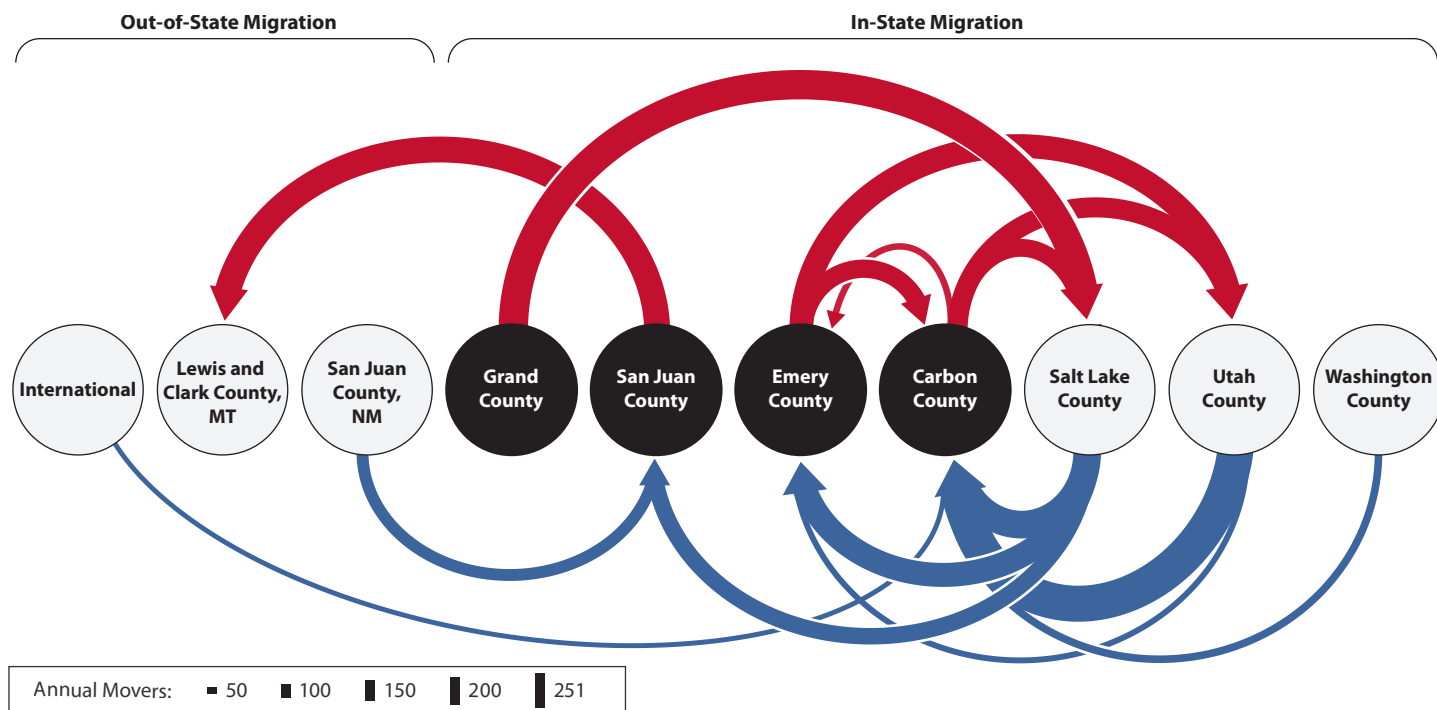 Out-of-State Migration
In-State Migration
International
Lewis and
Clark County,
MT
San Juan
County,
NM
Grand
County
San Juan
County
Emery
County
Carbon
County
Salt Lake
County
Utah
County
Washington
County
Annual Movers: 50 100 150 200 251